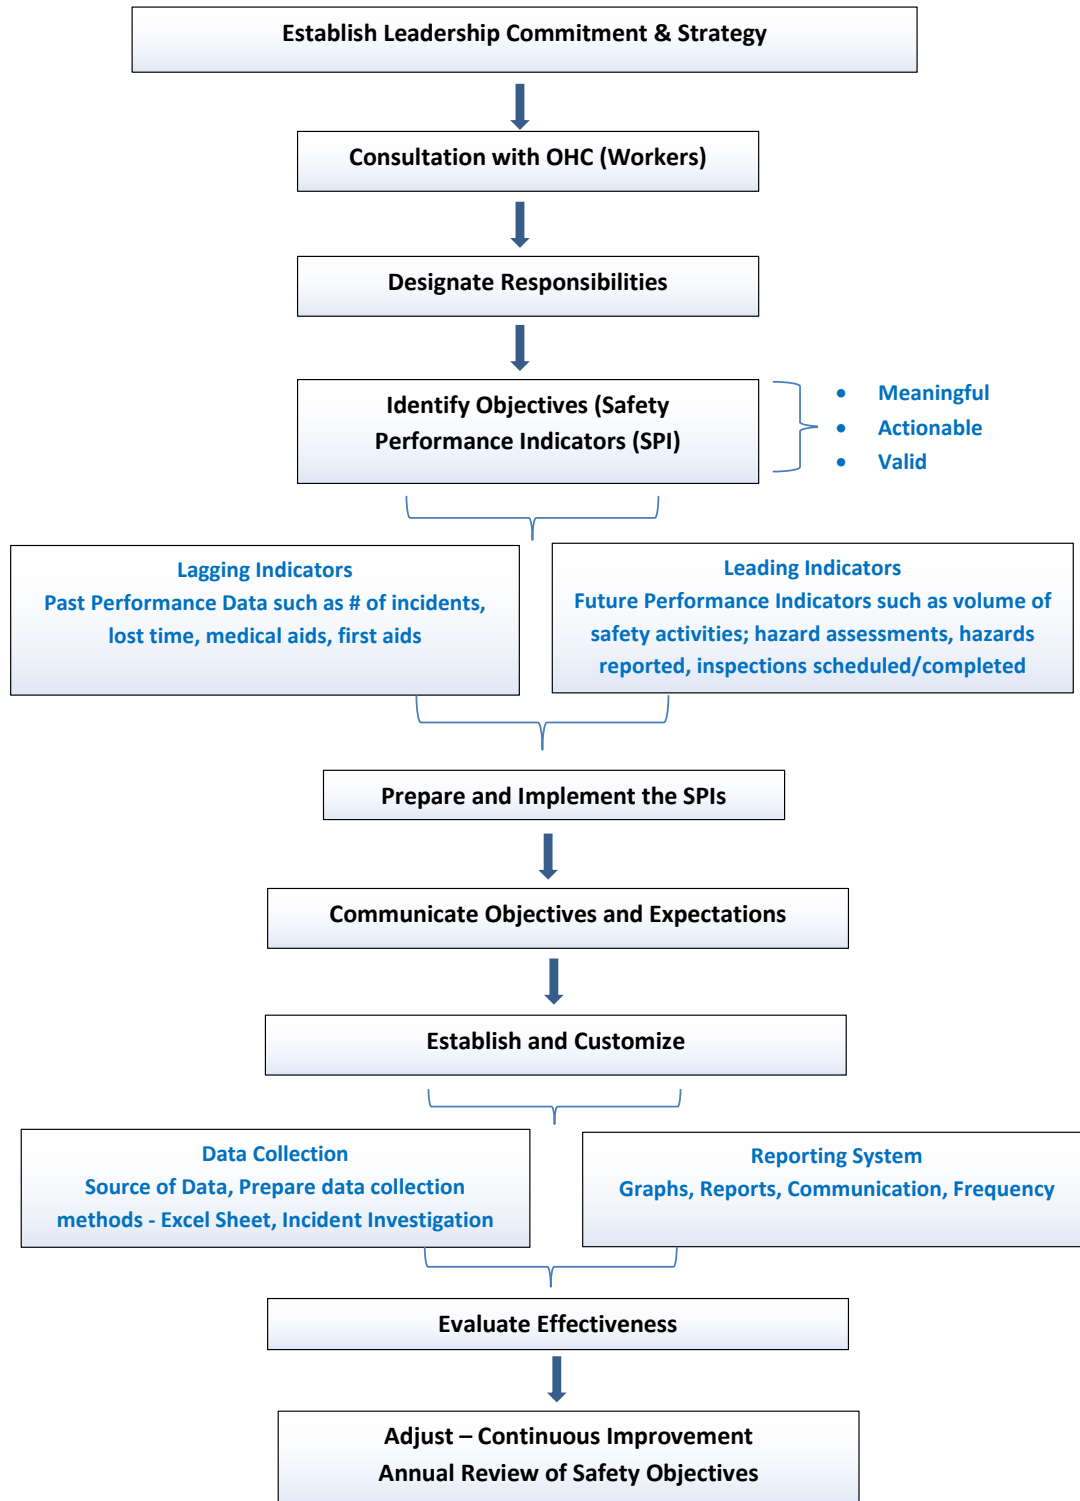 Establish Leadership Commitment & Strategy
Consultation with OHC (Workers)
Designate Responsibilities
Identify Objectives (Safety
Performance Indicators (SPI)
• Meaningful
• Actionable
• Valid
Lagging Indicators
Past Performance Data such as # of incidents,
lost time, medical aids, first aids
Leading Indicators
Future Performance Indicators such as volume of
safety activities; hazard assessments, hazards
reported, inspections scheduled/completed
Prepare and Implement the SPIs
Communicate Objectives and Expectations
Establish and Customize
Data Collection
Source of Data, Prepare data collection
methods - Excel Sheet, Incident Investigation
Reporting System
Graphs, Reports, Communication, Frequency
Evaluate Effectiveness
Adjust – Continuous Improvement
Annual Review of Safety Objectives